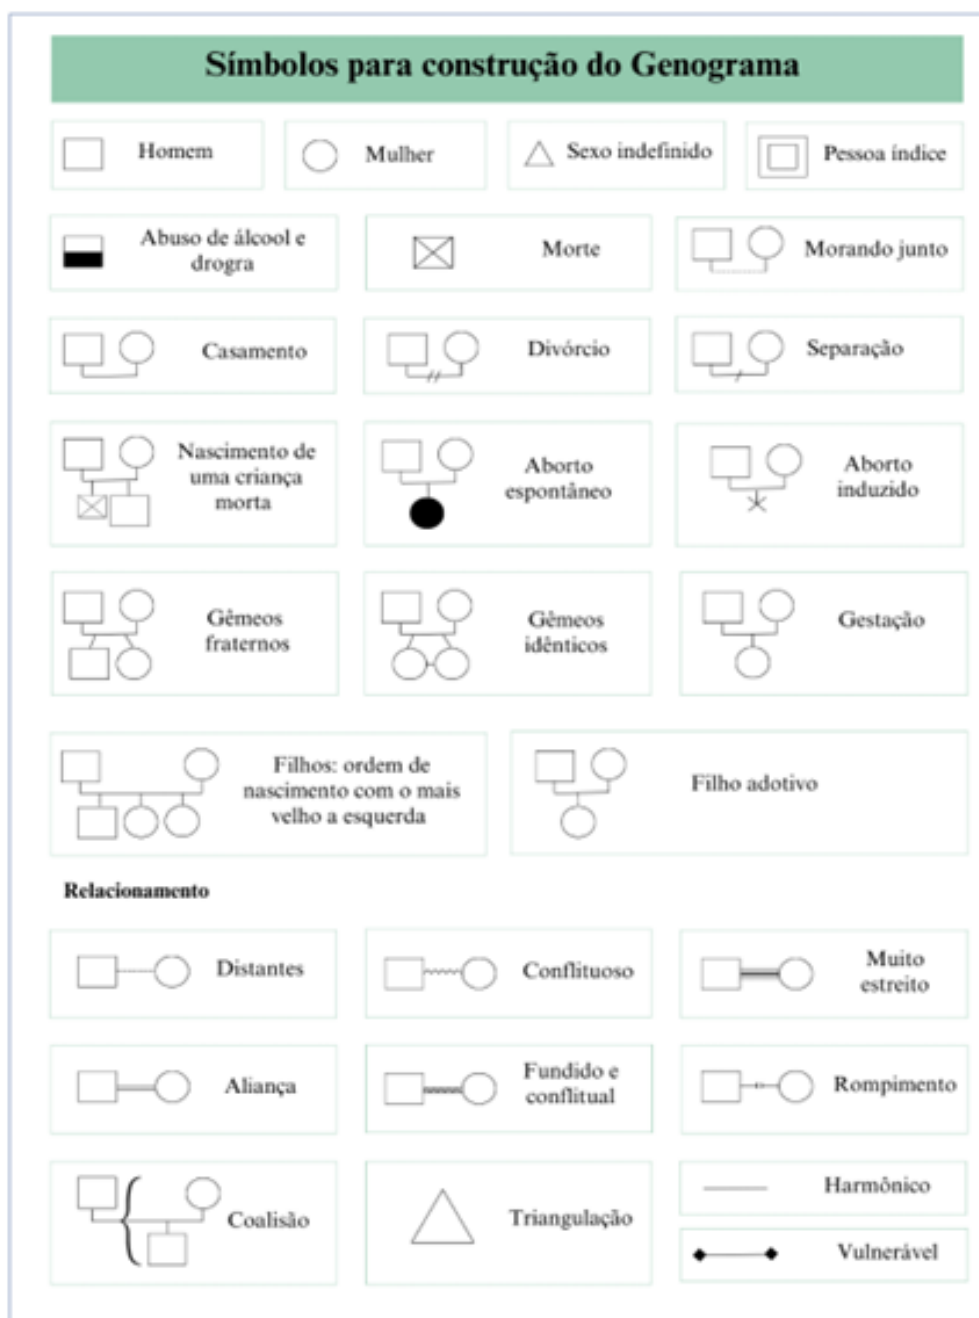 Símbolos para construção do Genograma
Homem
Mulher
Sexo indefinido
Pessoa índice
Abuso de álcool e
drogra
Morte
Morando junto
Casamento
Divórcio
Separação
Nascimento de
uma criança
morta
Aborto
espontâneo
Aborto
induzido
Gêmeos
fraternos
Gêmeos
idênticos
Gestação
Filhos: ordem de
nascimento com o mais
velho a esquerda
Filho adotivo
Relacionamento
Distantes
Conflituoso
Muito
estreito
Aliança
Fundido e
conflitual
Rompimento
Coalisão
Triangulação
Harmônico
Vulnerável